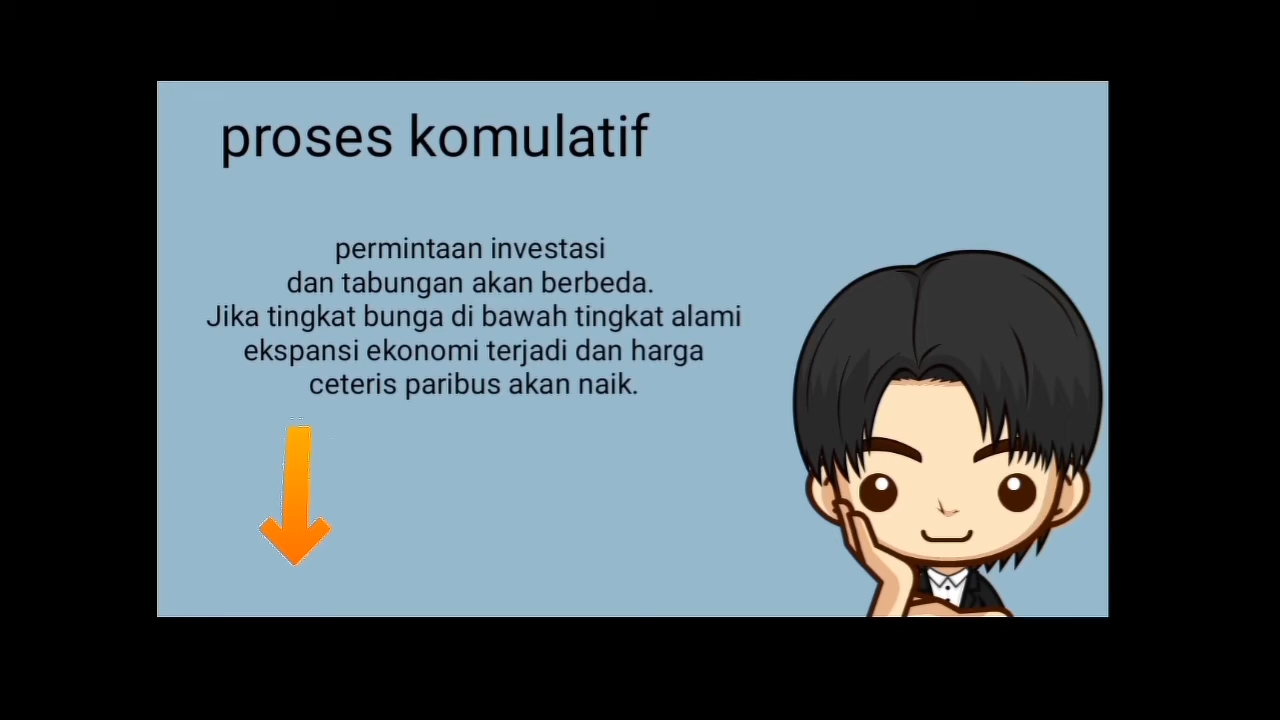 proses komulatif
permintaan investasi
dan tabungan akan berbeda.
Jika tingkat bunga di bawah tingkat alami
ekspansi ekonomi terjadi dan harga
ceteris paribus akan naik.